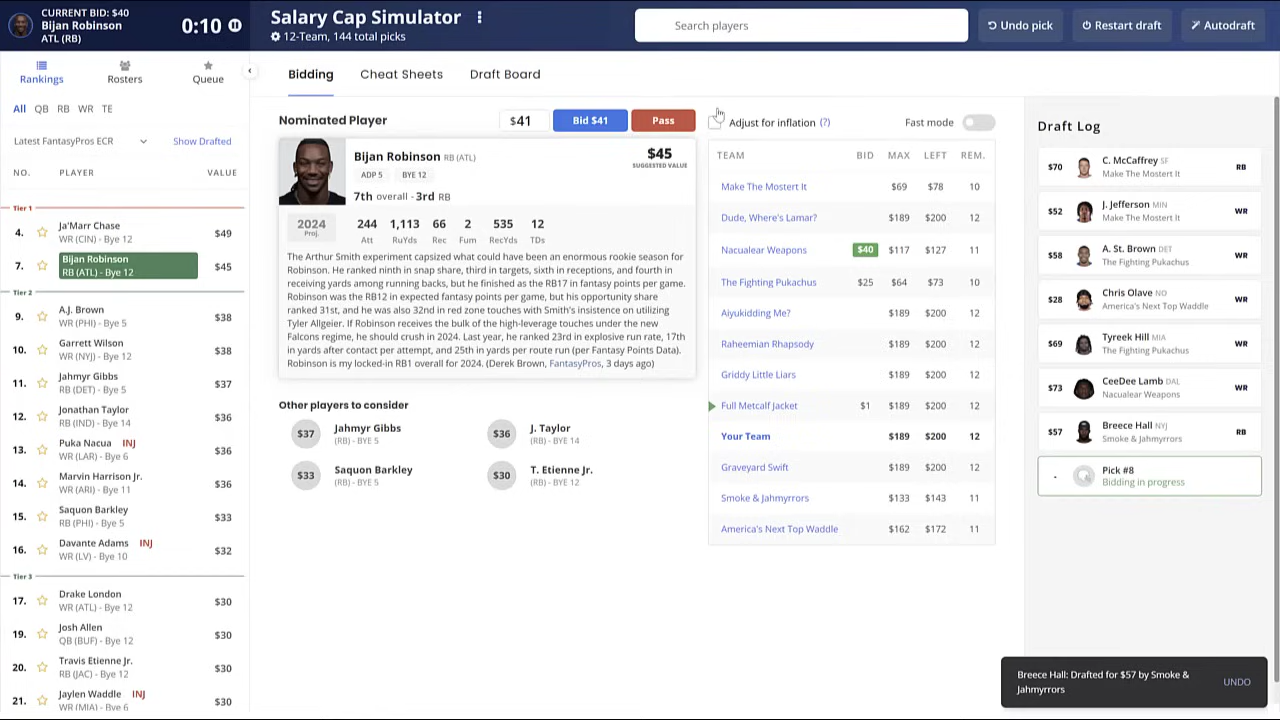 CURRENT BID: $40
Bijan Robinson
ATL (RB)
0:10
Salary Cap Simulator
12-Team, 144 total picks
Search players
Undo pick
Restart draft
Autodraft
Rankings
Rosters
Queue
All QB RB WR TE
Latest FantasyPros ECR
Show Drafted
NO. PLAYER VALUE
Tier 1
4. Ja'Marr Chase $49
WR (CIN) - Bye 12
7. Bijan Robinson $45
RB (ATL) - Bye 12
Tier 2
9. A.J. Brown $38
WR (PHI) - Bye 5
10. Garrett Wilson $38
WR (NYJ) - Bye 12
11. Jahmyr Gibbs $37
RB (DET) - Bye 5
12. Jonathan Taylor $36
RB (IND) - Bye 14
13. Puka Nacua INJ $36
WR (LAR) - Bye 6
14. Marvin Harrison Jr. $36
WR (ARI) - Bye 11
15. Saquon Barkley $33
RB (PHI) - Bye 5
16. Davante Adams INJ $32
WR (LV) - Bye 10
Tier 3
17. Drake London $30
WR (ATL) - Bye 12
19. Josh Allen $30
QB (BUF) - Bye 12
20. Travis Etienne Jr. $30
RB (JAC) - Bye 12
21. Jaylen Waddle INJ $30
WR (MIA) - Bye 6
Bidding
Cheat Sheets
Draft Board
Nominated Player
$41
Bid $41
Pass
Bijan Robinson RB (ATL)
ADP 5 BYE 12
7th overall - 3rd RB
$45
SUGGESTED VALUE
2024
Proj.
244 1,113 66 2 535 12
Att RuYds Rec Fum RecYds TDs
The Arthur Smith experiment capsized what could have been an enormous rookie season for
Robinson. He ranked ninth in snap share, third in targets, sixth in receptions, and fourth in
receiving yards among running backs, but he finished as the RB17 in fantasy points per game.
Robinson was the RB12 in expected fantasy points per game, but his opportunity share
ranked 31st, and he was also 32nd in red zone touches with Smith's insistence on utilizing
Tyler Allgeier. If Robinson receives the bulk of the high-leverage touches under the new
Falcons regime, he should crush in 2024. Last year, he ranked 23rd in explosive run rate, 17th
in yards after contact per attempt, and 25th in yards per route run (per Fantasy Points Data).
Robinson is my locked-in RB1 overall for 2024. (Derek Brown, FantasyPros, 3 days ago)
Other players to consider
$37 Jahmyr Gibbs
(RB) - BYE 5
$36 J. Taylor
(RB) - BYE 14
$33 Saquon Barkley
(RB) - BYE 5
$30 T. Etienne Jr.
(RB) - BYE 12
Adjust for inflation (?)
Fast mode
TEAM BID MAX LEFT REM.
Make The Mostert It $69 $78 10
Dude, Where's Lamar? $189 $200 12
Nacualear Weapons $40 $117 $127 11
The Fighting Pukachus $25 $64 $73 10
Aiyukidding Me? $189 $200 12
Raheemian Rhapsody $189 $200 12
Griddy Little Liars $189 $200 12
Full Metcalf Jacket $1 $189 $200 12
Your Team $189 $200 12
Graveyard Swift $189 $200 12
Smoke & Jahmyrrors $133 $143 11
America's Next Top Waddle $162 $172 11
Draft Log
$70 C. McCaffrey SF RB
Make The Mostert It
$52 J. Jefferson MIN WR
Make The Mostert It
$58 A. St. Brown DET WR
The Fighting Pukachus
$28 Chris Olave NO WR
America's Next Top Waddle
$69 Tyreek Hill MIA WR
The Fighting Pukachus
$73 CeeDee Lamb DAL WR
Nacualear Weapons
$57 Breece Hall NYJ RB
Smoke & Jahmyrrors
- Pick #8
Bidding in progress
Breece Hall: Drafted for $57 by Smoke &
Jahmyrrors
UNDO